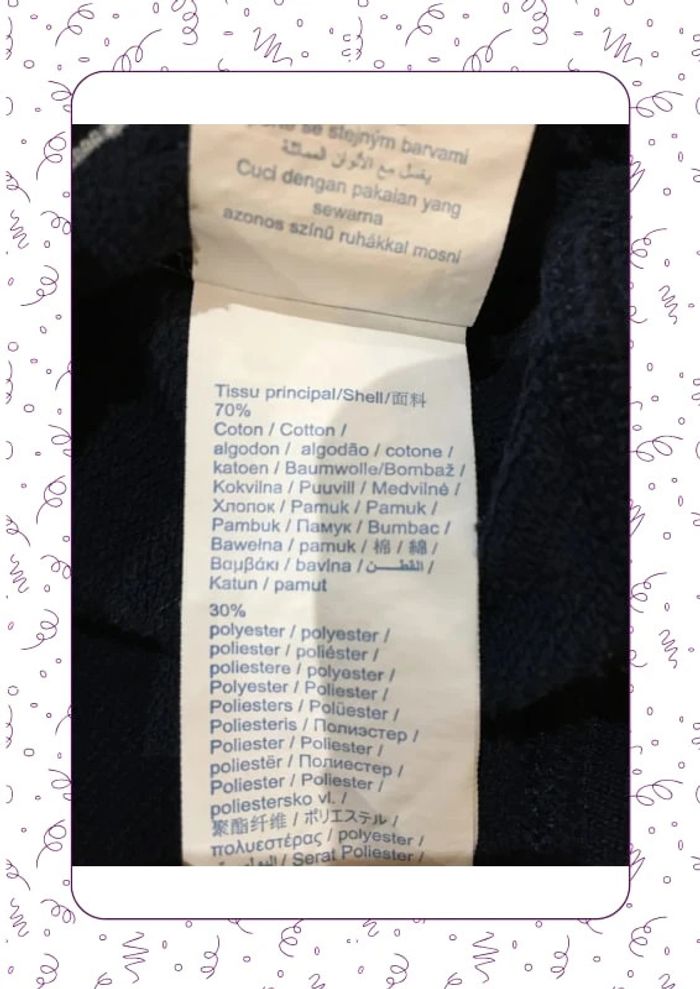 se stejným barvami
يغسل مع الألوان المماثلة
Cuci dengan pakaian yang
sewarna
azonos színű ruhákkal mosni
Tissu principal/Shell/面料
70%
Coton / Cotton /
algodon / algodão / cotone /
katoen / Baumwolle/Bombaž /
Kokvilna / Puuvill / Medvilnė /
Хлопок / Pamuk / Pamuk /
Pambuk / Памук / Bumbac /
Bawełna / pamuk / 棉 / 綿 /
Βαμβάκι / bavlna / القطـــــن /
Katun / pamut
30%
polyester / polyester /
poliester / poliéster /
poliestere / polyester /
Polyester / Poliester /
Poliesters / Polüester /
Poliesteris / Полиэстер /
Poliester / Poliester /
poliestër / Полиестер /
Poliester / Poliester /
poliestersko vl. /
聚酯纤维 / ポリエステル /
πολυεστέρας / polyester /
/ Serat Poliester /